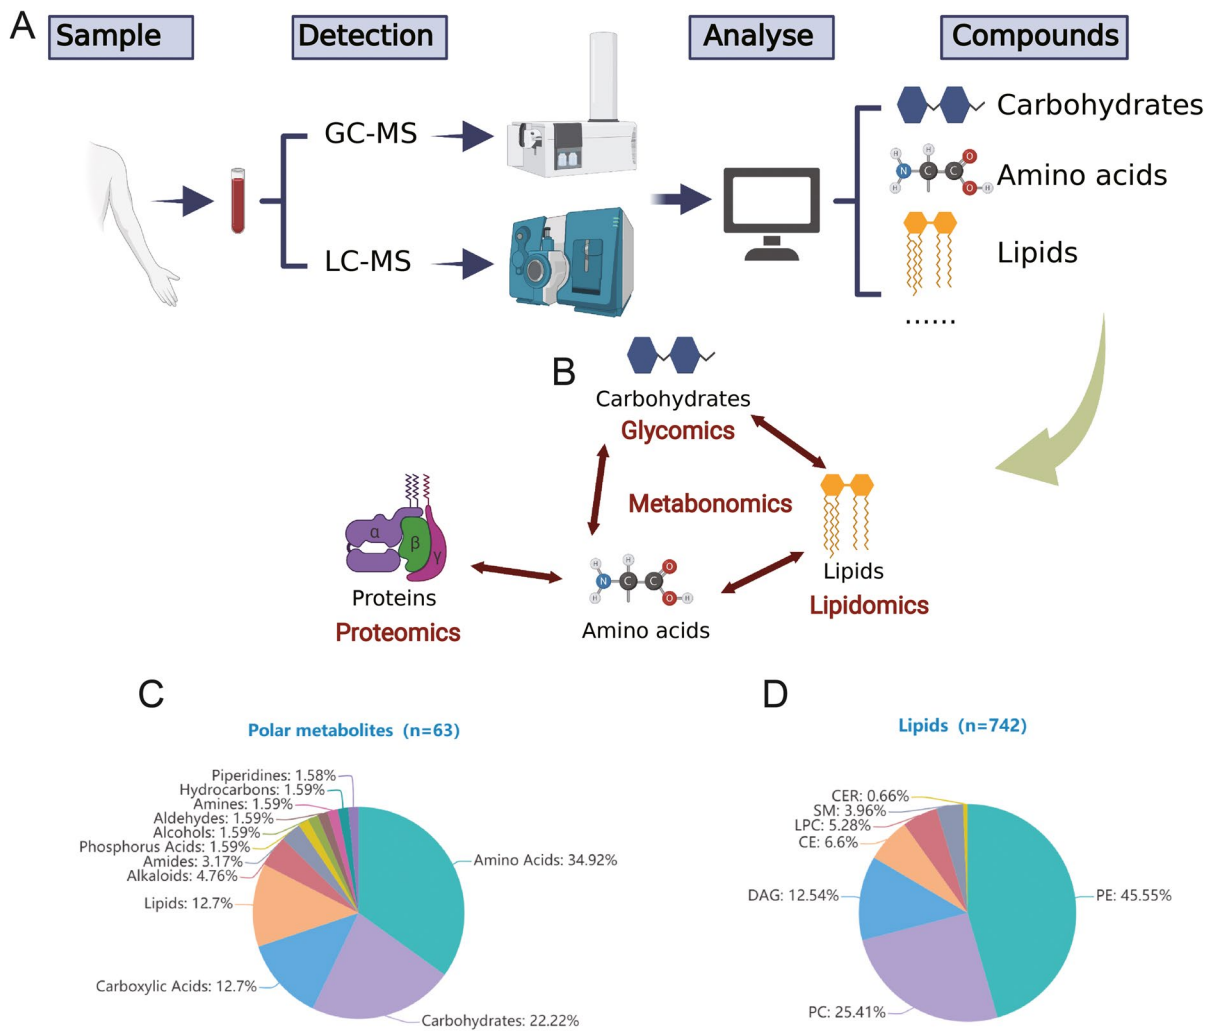 A
Sample
Detection
Analyse
Compounds
GC-MS
LC-MS
Carbohydrates
H
H
H
N
C
C
O
O
H
Amino acids
Lipids
......
B
Carbohydrates
Glycomics
Metabonomics
α
β
γ
Proteins
Proteomics
H
H
H
N
C
C
O
O
H
Amino acids
Lipids
Lipidomics
C
Polar metabolites (n=63)
Piperidines: 1.58%
Hydrocarbons: 1.59%
Amines: 1.59%
Aldehydes: 1.59%
Alcohols: 1.59%
Phosphorus Acids: 1.59%
Amides: 3.17%
Alkaloids: 4.76%
Lipids: 12.7%
Carboxylic Acids: 12.7%
Carbohydrates: 22.22%
Amino Acids: 34.92%
D
Lipids (n=742)
CER: 0.66%
SM: 3.96%
LPC: 5.28%
CE: 6.6%
DAG: 12.54%
PC: 25.41%
PE: 45.55%